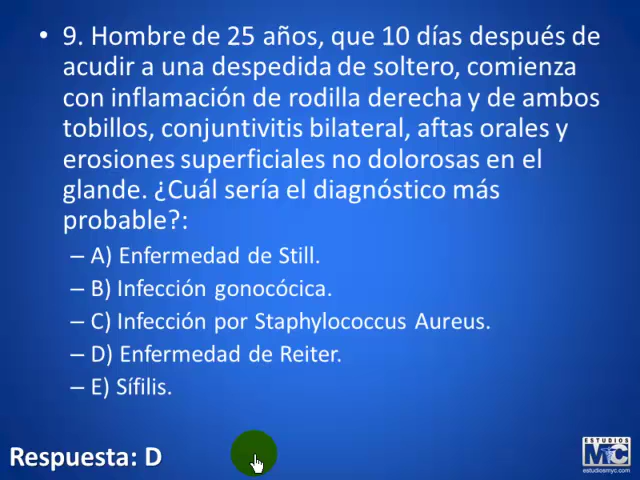 • 9. Hombre de 25 años, que 10 días después de
acudir a una despedida de soltero, comienza
con inflamación de rodilla derecha y de ambos
tobillos, conjuntivitis bilateral, aftas orales y
erosiones superficiales no dolorosas en el
glande. ¿Cuál sería el diagnóstico más
probable?:
– A) Enfermedad de Still.
– B) Infección gonocócica.
– C) Infección por Staphylococcus Aureus.
– D) Enfermedad de Reiter.
– E) Sífilis.
Respuesta: D
ESTUDIOS
MyC
estudiosmyc.com